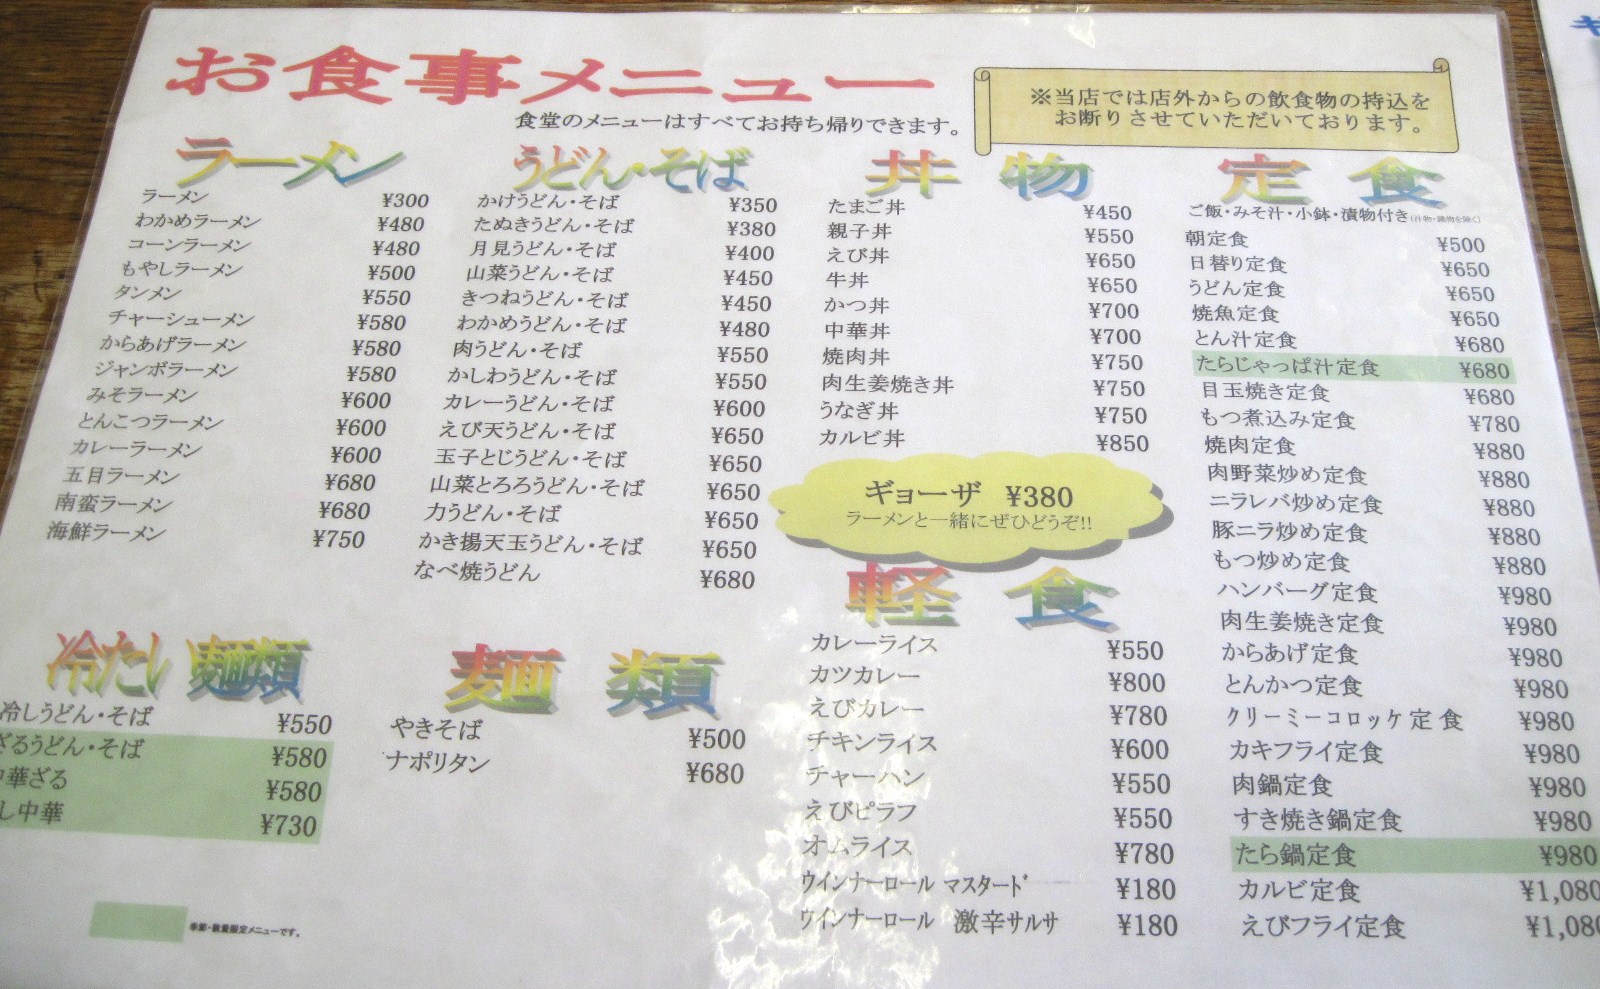 お食事メニュー
食堂のメニューはすべてお持ち帰りできます。
※当店では店外からの飲食物の持込を
お断りさせていただいております。
ラーメン
ラーメン ¥300
わかめラーメン ¥480
コーンラーメン ¥480
もやしラーメン ¥500
タンメン ¥550
チャーシューメン ¥580
からあげラーメン ¥580
ジャンボラーメン ¥580
みそラーメン ¥600
とんこつラーメン ¥600
カレーラーメン ¥600
五目ラーメン ¥680
南蛮ラーメン ¥680
海鮮ラーメン ¥750
うどん・そば
かけうどん・そば ¥350
たぬきうどん・そば ¥380
月見うどん・そば ¥400
山菜うどん・そば ¥450
きつねうどん・そば ¥450
わかめうどん・そば ¥480
肉うどん・そば ¥550
かしわうどん・そば ¥550
カレーうどん・そば ¥600
えび天うどん・そば ¥650
玉子とじうどん・そば ¥650
山菜とろろうどん・そば ¥650
力うどん・そば ¥650
かき揚天玉うどん・そば ¥650
なべ焼うどん ¥680
丼物
たまご丼 ¥450
親子丼 ¥550
えび丼 ¥650
牛丼 ¥650
かつ丼 ¥700
中華丼 ¥700
焼肉丼 ¥750
肉生姜焼き丼 ¥750
うなぎ丼 ¥750
カルビ丼 ¥850
ギョーザ ¥380
ラーメンと一緒にぜひどうぞ!!
定食
ご飯・みそ汁・小鉢・漬物付き(汁物・鍋物を除く)
朝定食 ¥500
日替り定食 ¥650
うどん定食 ¥650
焼魚定食 ¥650
とん汁定食 ¥680
たらじゃっぱ汁定食 ¥680
目玉焼き定食 ¥680
もつ煮込み定食 ¥780
焼肉定食 ¥880
肉野菜炒め定食 ¥880
ニラレバ炒め定食 ¥880
豚ニラ炒め定食 ¥880
もつ炒め定食 ¥880
ハンバーグ定食 ¥980
肉生姜焼き定食 ¥980
からあげ定食 ¥980
とんかつ定食 ¥980
クリーミーコロッケ定食 ¥980
カキフライ定食 ¥980
肉鍋定食 ¥980
すき焼き鍋定食 ¥980
たら鍋定食 ¥980
カルビ定食 ¥1,080
えびフライ定食 ¥1,080
冷たい麺類
冷しうどん・そば ¥550
ざるうどん・そば ¥580
中華ざる ¥580
し中華 ¥730
季節・数量限定メニューです。
麺類
やきそば ¥500
ナポリタン ¥680
軽食
カレーライス ¥550
カツカレー ¥800
えびカレー ¥780
チキンライス ¥600
チャーハン ¥550
えびピラフ ¥550
オムライス ¥780
ウインナーロール マスタード ¥180
ウインナーロール 激辛サルサ ¥180